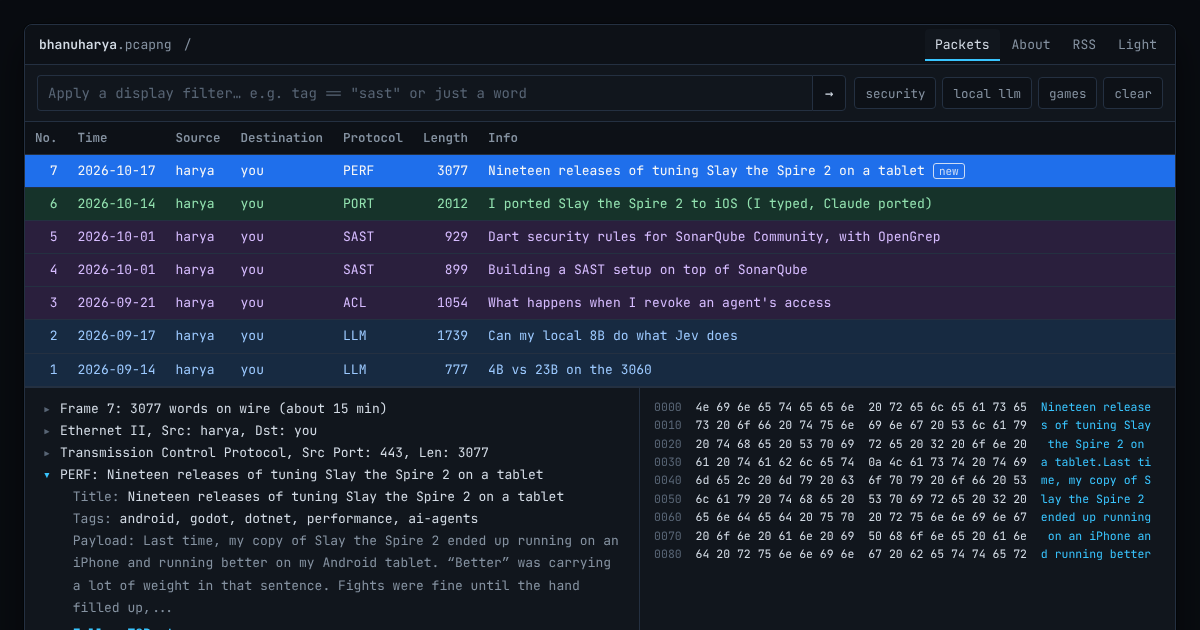 bhanuharya.pcapng /
Packets About RSS Light
Apply a display filter… e.g. tag == "sast" or just a word → security local llm games clear
No. Time Source Destination Protocol Length Info
7 2026-10-17 harya you PERF 3077 Nineteen releases of tuning Slay the Spire 2 on a tablet new
6 2026-10-14 harya you PORT 2012 I ported Slay the Spire 2 to iOS (I typed, Claude ported)
5 2026-10-01 harya you SAST 929 Dart security rules for SonarQube Community, with OpenGrep
4 2026-10-01 harya you SAST 899 Building a SAST setup on top of SonarQube
3 2026-09-21 harya you ACL 1054 What happens when I revoke an agent's access
2 2026-09-17 harya you LLM 1739 Can my local 8B do what Jev does
1 2026-09-14 harya you LLM 777 4B vs 23B on the 3060
▸ Frame 7: 3077 words on wire (about 15 min)
▸ Ethernet II, Src: harya, Dst: you
▸ Transmission Control Protocol, Src Port: 443, Len: 3077
▾ PERF: Nineteen releases of tuning Slay the Spire 2 on a tablet
Title: Nineteen releases of tuning Slay the Spire 2 on a tablet
Tags: android, godot, dotnet, performance, ai-agents
Payload: Last time, my copy of Slay the Spire 2 ended up running on an
iPhone and running better on my Android tablet. “Better” was carrying
a lot of weight in that sentence. Fights were fine until the hand
filled up,...
0000 4e 69 6e 65 74 65 65 6e 20 72 65 6c 65 61 73 65 Nineteen release
0010 73 20 6f 66 20 74 75 6e 69 6e 67 20 53 6c 61 79 s of tuning Slay
0020 20 74 68 65 20 53 70 69 72 65 20 32 20 6f 6e 20 the Spire 2 on
0030 61 20 74 61 62 6c 65 74 0a 4c 61 73 74 20 74 69 a tablet.Last ti
0040 6d 65 2c 20 6d 79 20 63 6f 70 79 20 6f 66 20 53 me, my copy of S
0050 6c 61 79 20 74 68 65 20 53 70 69 72 65 20 32 20 lay the Spire 2
0060 65 6e 64 65 64 20 75 70 20 72 75 6e 6e 69 6e 67 ended up running
0070 20 6f 6e 20 61 6e 20 69 50 68 6f 6e 65 20 61 6e on an iPhone an
0080 64 20 72 75 6e 6e 69 6e 67 20 62 65 74 74 65 72 d running better